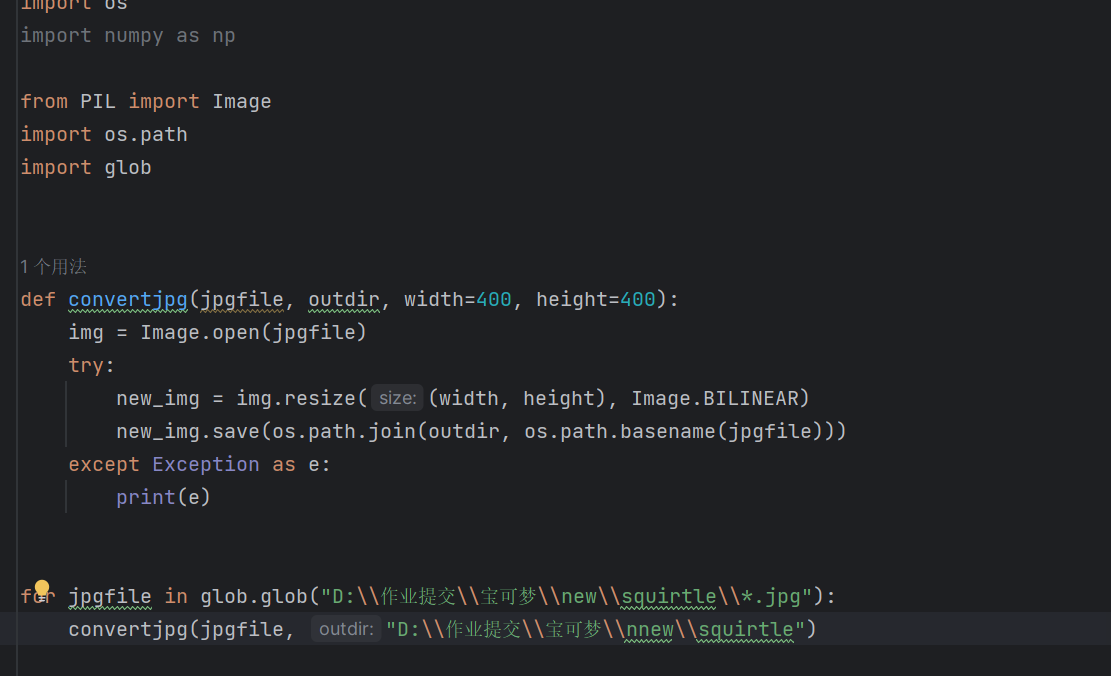 import os
import numpy as np
from PIL import Image
import os.path
import glob
1 个用法
def convertjpg(jpgfile, outdir, width=400, height=400):
img = Image.open(jpgfile)
try:
new_img = img.resize( size: (width, height), Image.BILINEAR)
new_img.save(os.path.join(outdir, os.path.basename(jpgfile)))
except Exception as e:
print(e)
for jpgfile in glob.glob("D:\\作业提交\\宝可梦\\new\\squirtle\\*.jpg"):
convertjpg(jpgfile, outdir: "D:\\作业提交\\宝可梦\\nnew\\squirtle")